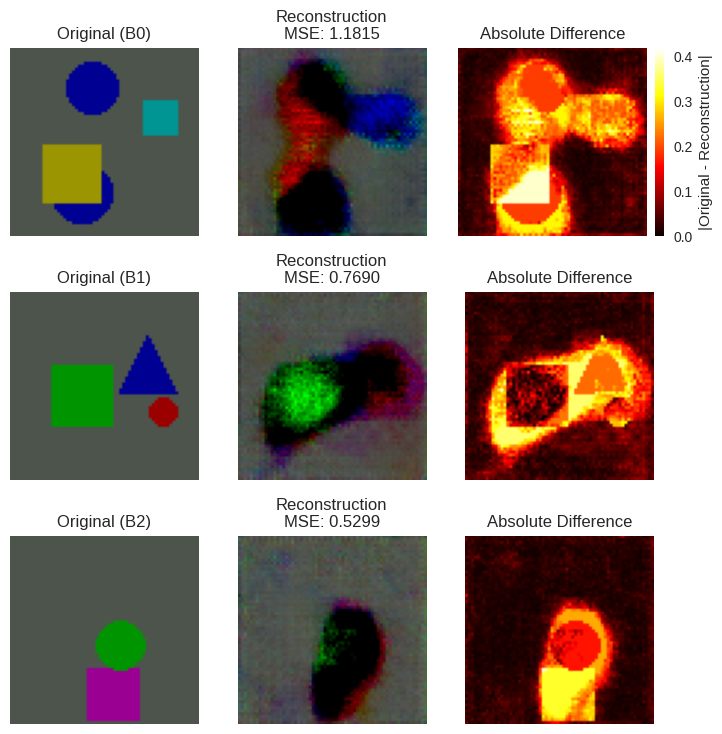 Original (B0)
Reconstruction
MSE: 1.1815
Absolute Difference
0.4
0.3
0.2
0.1
0.0
|Original - Reconstruction|
Original (B1)
Reconstruction
MSE: 0.7690
Absolute Difference
Original (B2)
Reconstruction
MSE: 0.5299
Absolute Difference